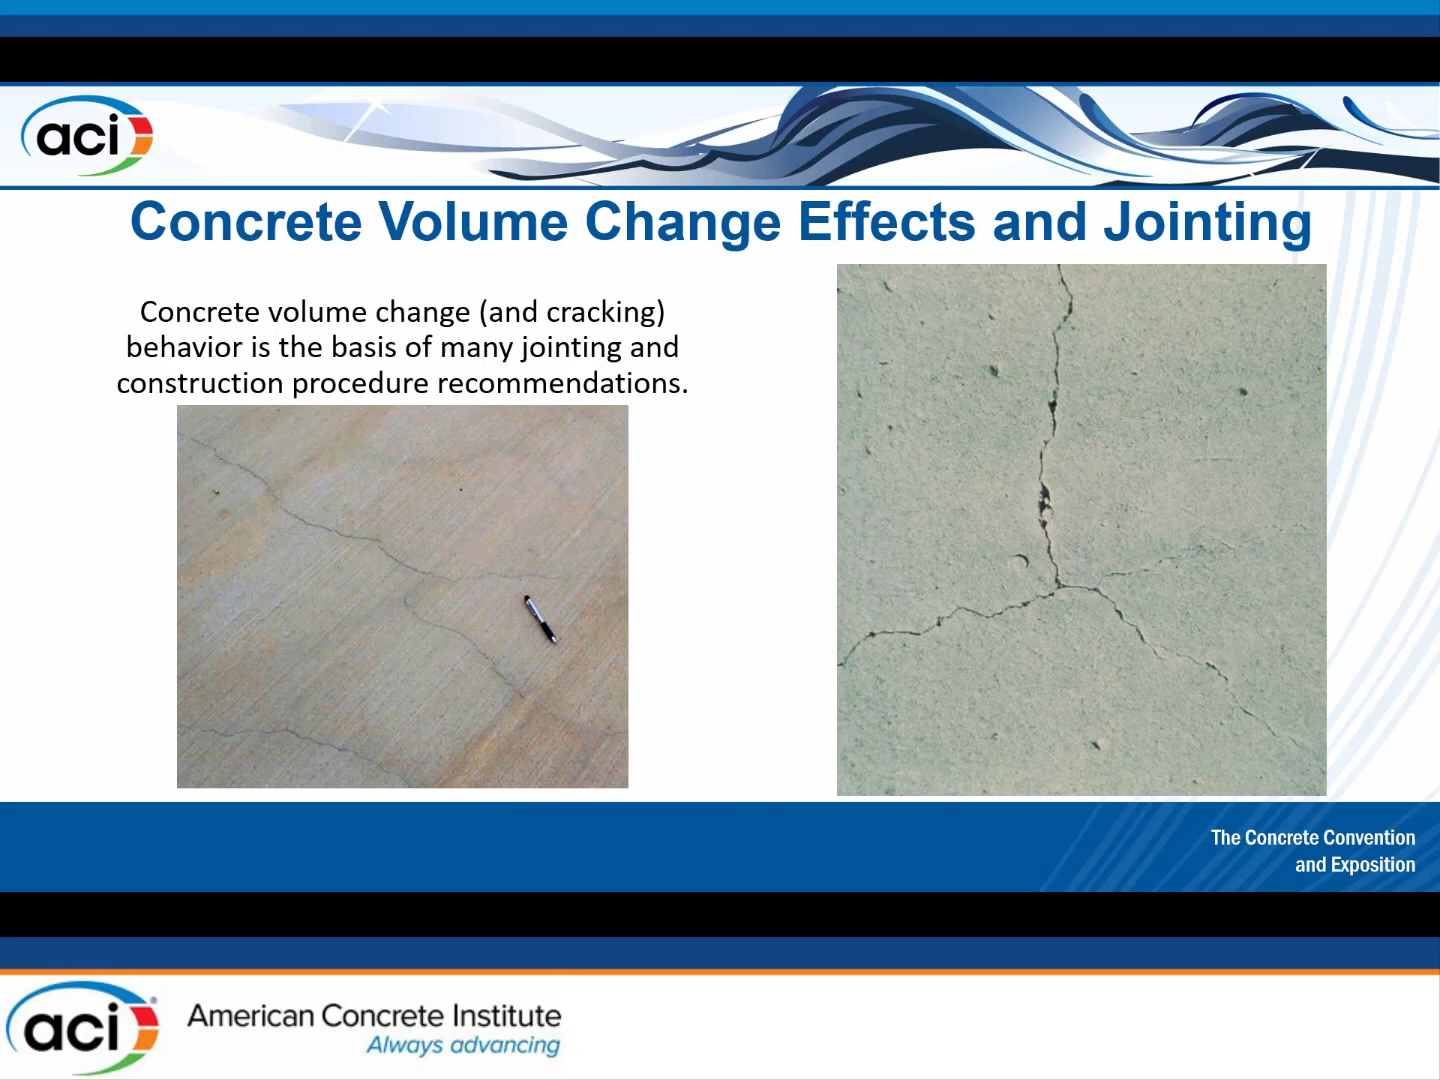 aci
Concrete Volume Change Effects and Jointing
Concrete volume change (and cracking)
behavior is the basis of many jointing and
construction procedure recommendations.
The Concrete Convention
and Exposition
aci®
American Concrete Institute
Always advancing